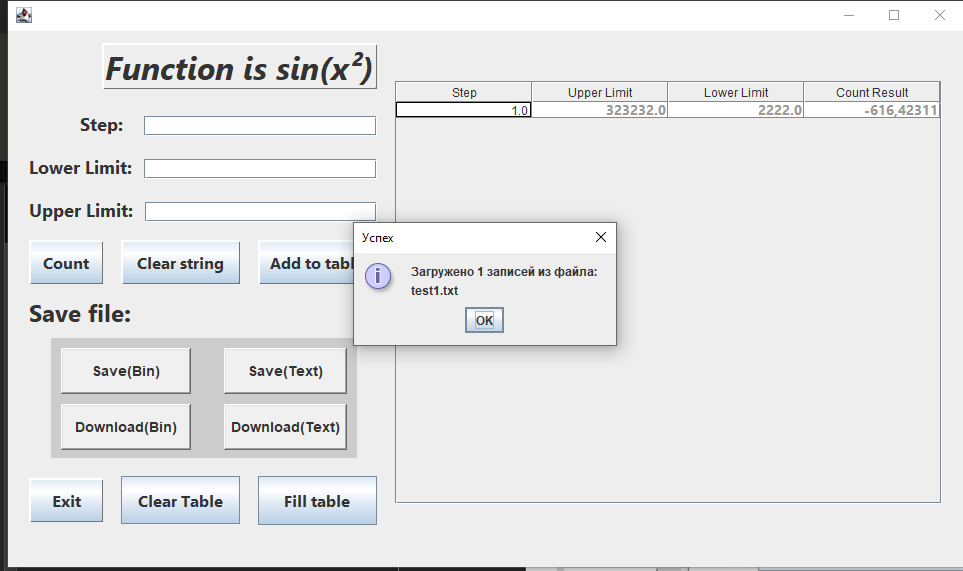 Function is sin(x²)
Step:
Lower Limit:
Upper Limit:
Count Clear string Add to tabl
Save file:
Save(Bin) Save(Text)
Download(Bin) Download(Text)
Exit Clear Table Fill table
Step Upper Limit Lower Limit Count Result
1.0 323232.0 2222.0 -616,42311
Успех
Загружено 1 записей из файла:
test1.txt
OK